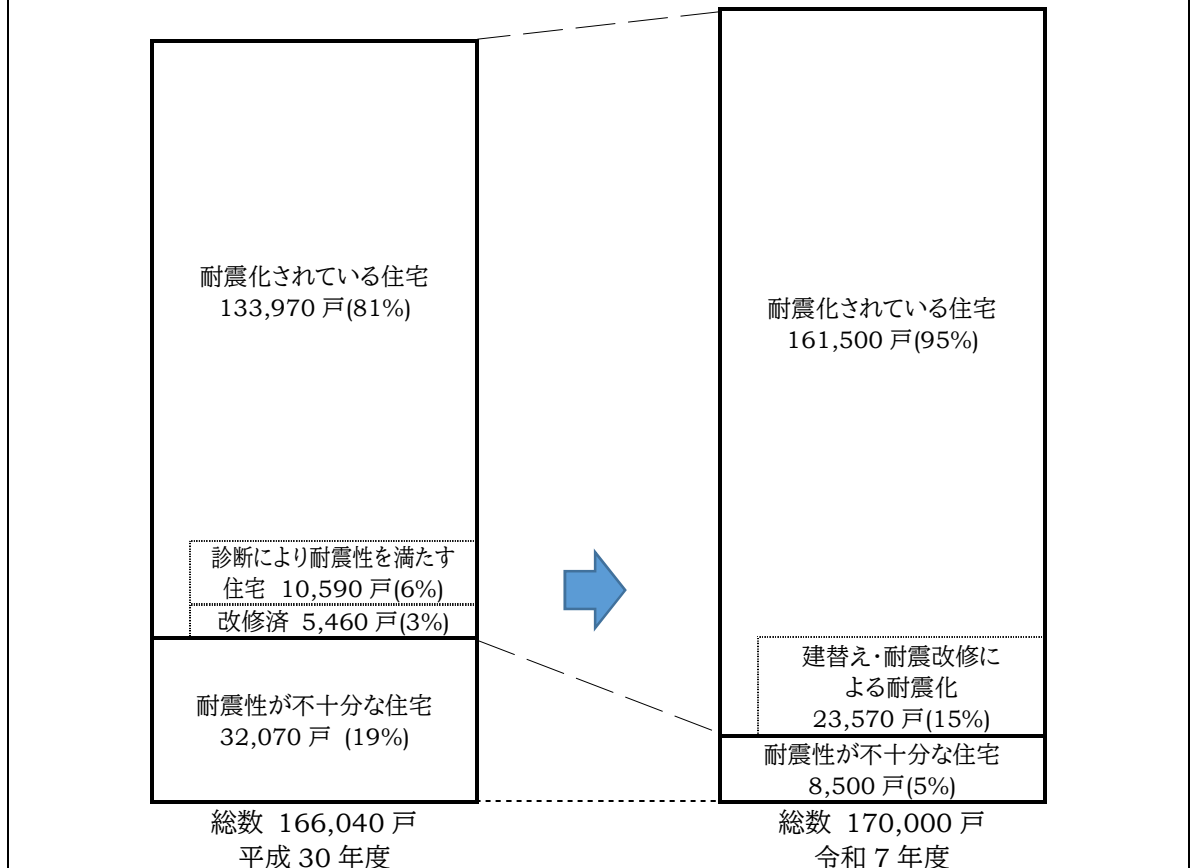 耐震化されている住宅
133,970 戸(81%)
診断により耐震性を満たす
住宅 10,590 戸(6%)
改修済 5,460 戸(3%)
耐震性が不十分な住宅
32,070 戸 (19%)
総数 166,040 戸
平成 30 年度
耐震化されている住宅
161,500 戸(95%)
建替え・耐震改修に
よる耐震化
23,570 戸(15%)
耐震性が不十分な住宅
8,500 戸(5%)
総数 170,000 戸
令和 7 年度